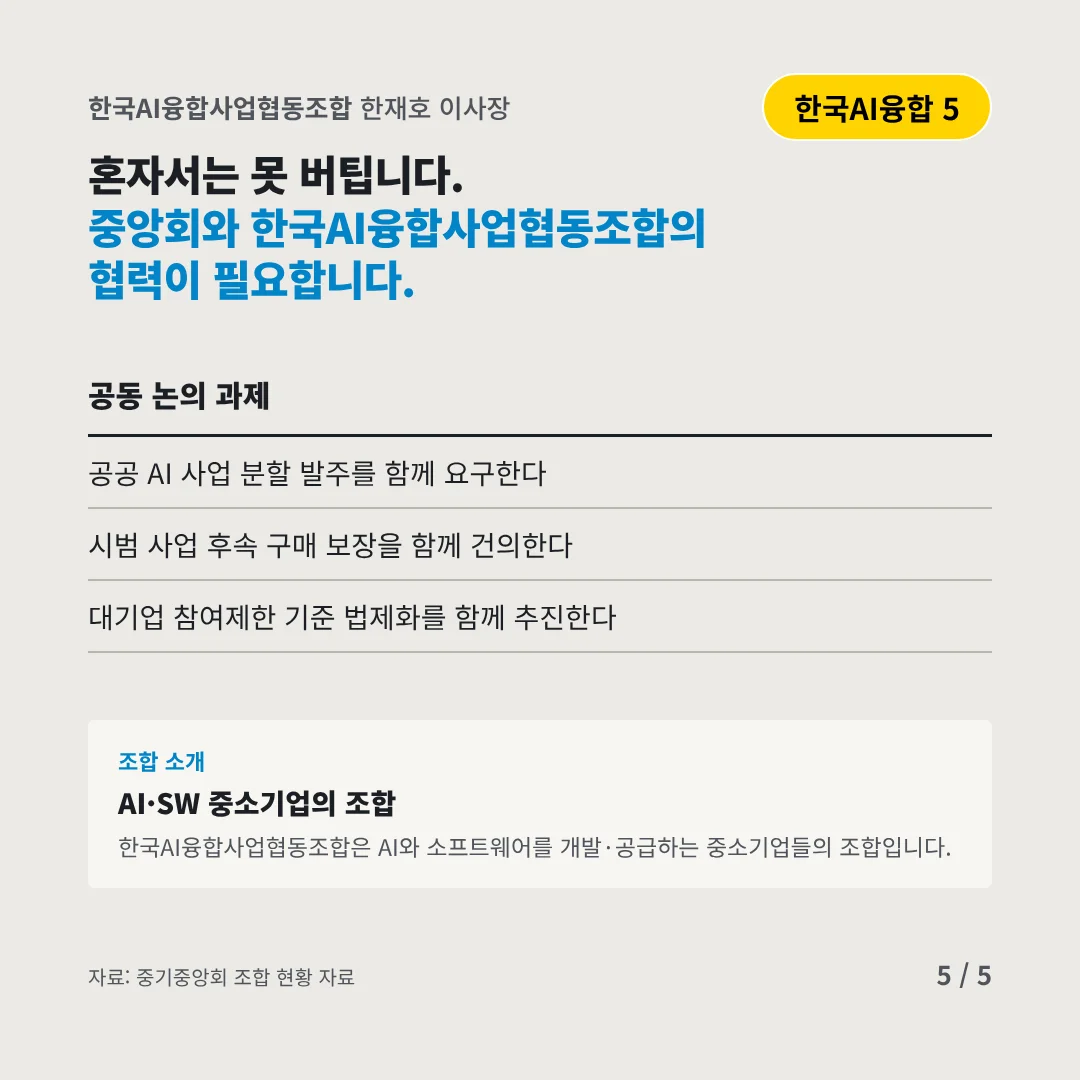 한국AI융합사업협동조합 한재호 이사장
한국AI융합 5
혼자서는 못 버팁니다.
중앙회와 한국AI융합사업협동조합의
협력이 필요합니다.
공동 논의 과제
공공 AI 사업 분할 발주를 함께 요구한다
시범 사업 후속 구매 보장을 함께 건의한다
대기업 참여제한 기준 법제화를 함께 추진한다
조합 소개
AI·SW 중소기업의 조합
한국AI융합사업협동조합은 AI와 소프트웨어를 개발·공급하는 중소기업들의 조합입니다.
자료: 중기중앙회 조합 현황 자료
5 / 5